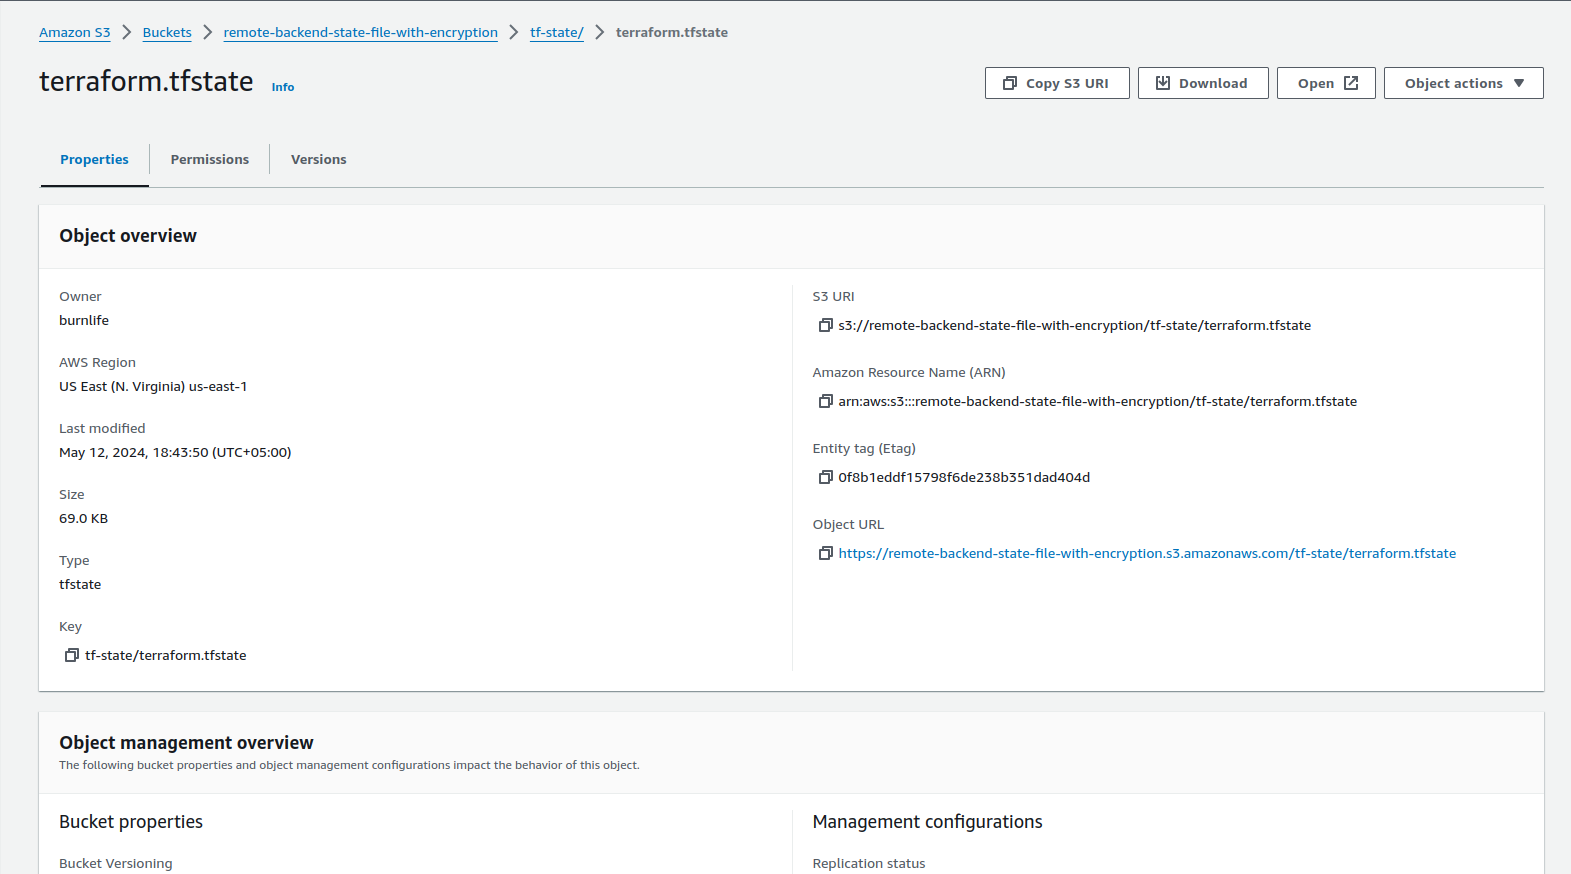 Amazon S3 > Buckets > remote-backend-state-file-with-encryption > tf-state/ > terraform.tfstate
terraform.tfstate Info
Copy S3 URI Download Open Object actions
Properties Permissions Versions
Object overview
Owner
burnlife
AWS Region
US East (N. Virginia) us-east-1
Last modified
May 12, 2024, 18:43:50 (UTC+05:00)
Size
69.0 KB
Type
tfstate
Key
tf-state/terraform.tfstate
S3 URI
s3://remote-backend-state-file-with-encryption/tf-state/terraform.tfstate
Amazon Resource Name (ARN)
arn:aws:s3:::remote-backend-state-file-with-encryption/tf-state/terraform.tfstate
Entity tag (Etag)
0f8b1eddf15798f6de238b351dad404d
Object URL
https://remote-backend-state-file-with-encryption.s3.amazonaws.com/tf-state/terraform.tfstate
Object management overview
The following bucket properties and object management configurations impact the behavior of this object.
Bucket properties
Bucket Versioning
Management configurations
Replication status